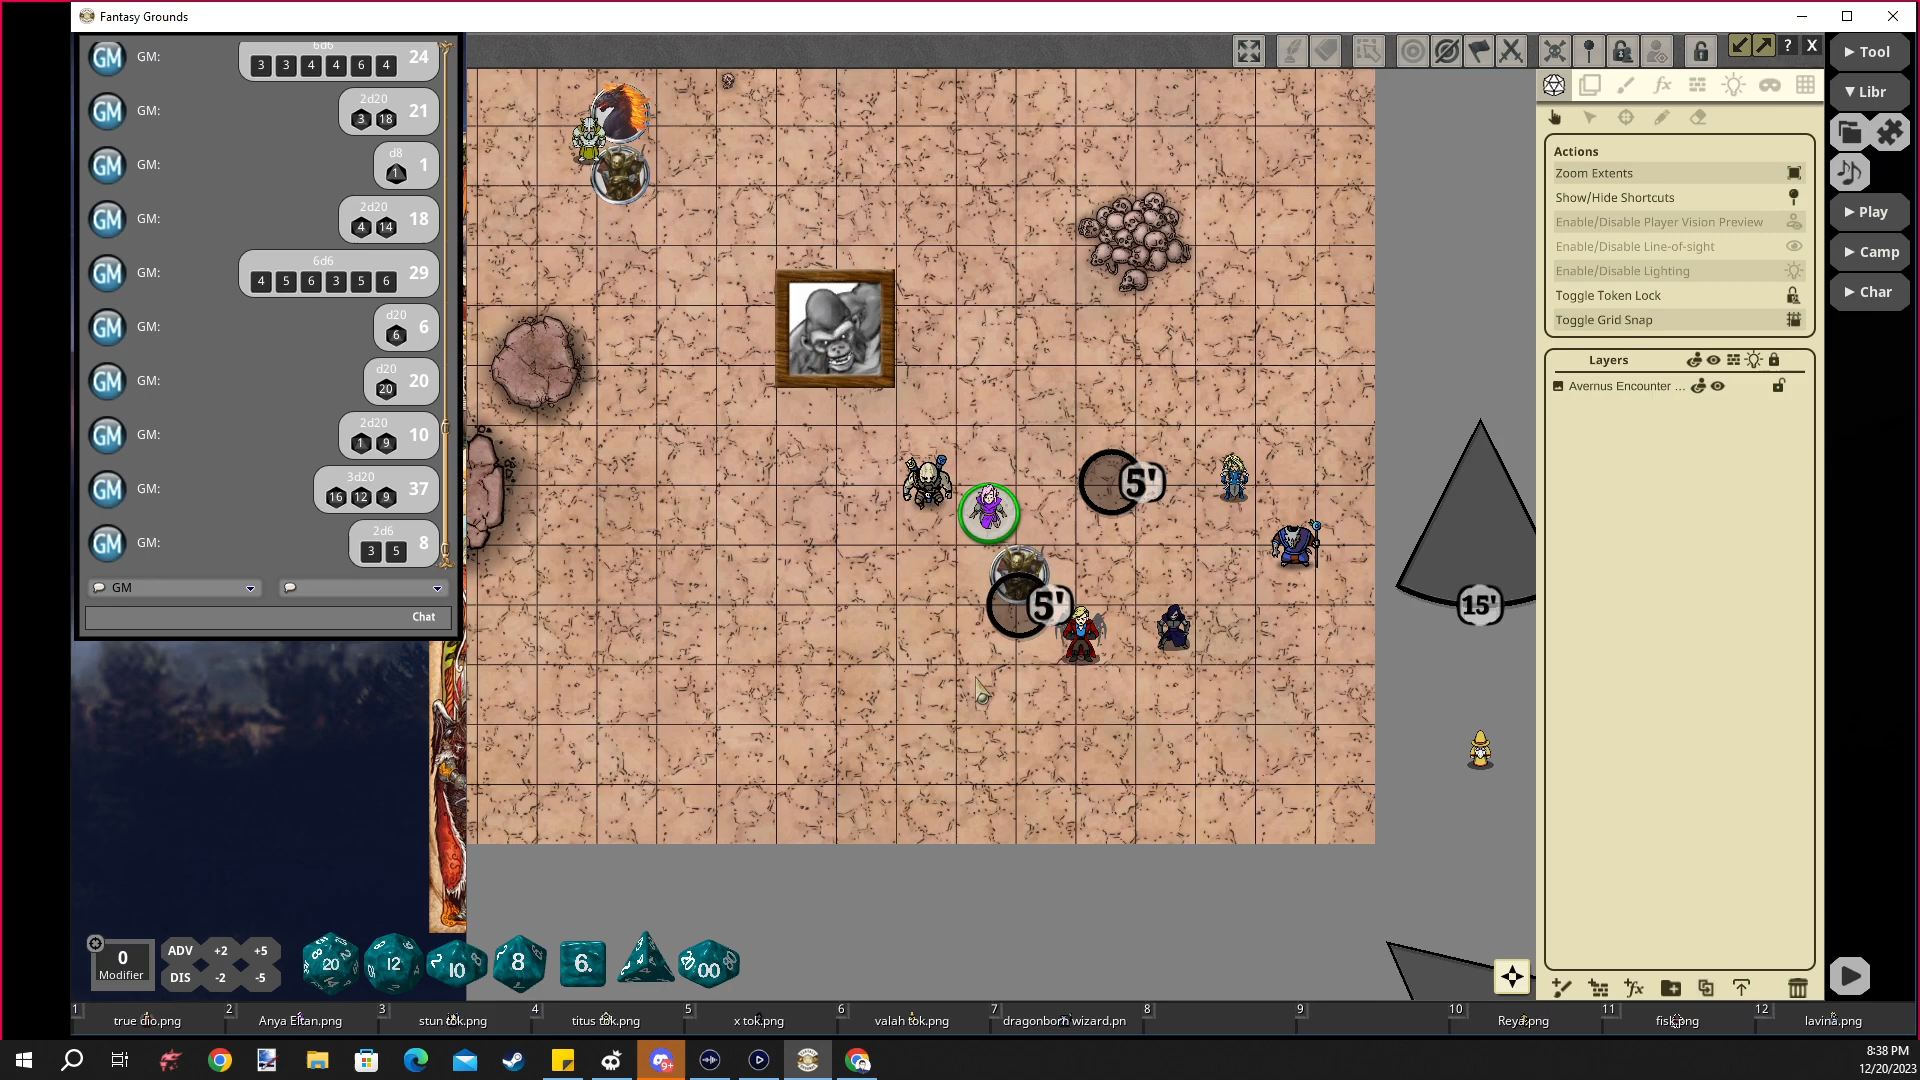 Fantasy Grounds
GM:
6d6
3 3 4 4 6 4 24
GM:
2d20
3 18 21
GM:
d8
1 1
GM:
2d20
4 14 18
GM:
6d6
4 5 6 3 5 6 29
GM:
d20
6 6
GM:
d20
20 20
GM:
2d20
1 9 10
GM:
3d20
16 12 9 37
GM:
2d6
3 5 8
GM
Chat
5'
5'
15'
? X
Tool
Libr
Play
Camp
Char
Actions
Zoom Extents
Show/Hide Shortcuts
Enable/Disable Player Vision Preview
Enable/Disable Line-of-sight
Enable/Disable Lighting
Toggle Token Lock
Toggle Grid Snap
Layers
Avernus Encounter ...
0
Modifier
ADV +2 +5
DIS -2 -5
20 12 10 8 6. 4 00
1 2 3 4 5 6 7 8 9 10 11 12
true dio.png
Anya Eltan.png
stun tok.png
titus tok.png
x tok.png
valah tok.png
dragonborn wizard.pn
Reya.png
fisk.png
lavina.png
9+
8:38 PM
12/20/2023